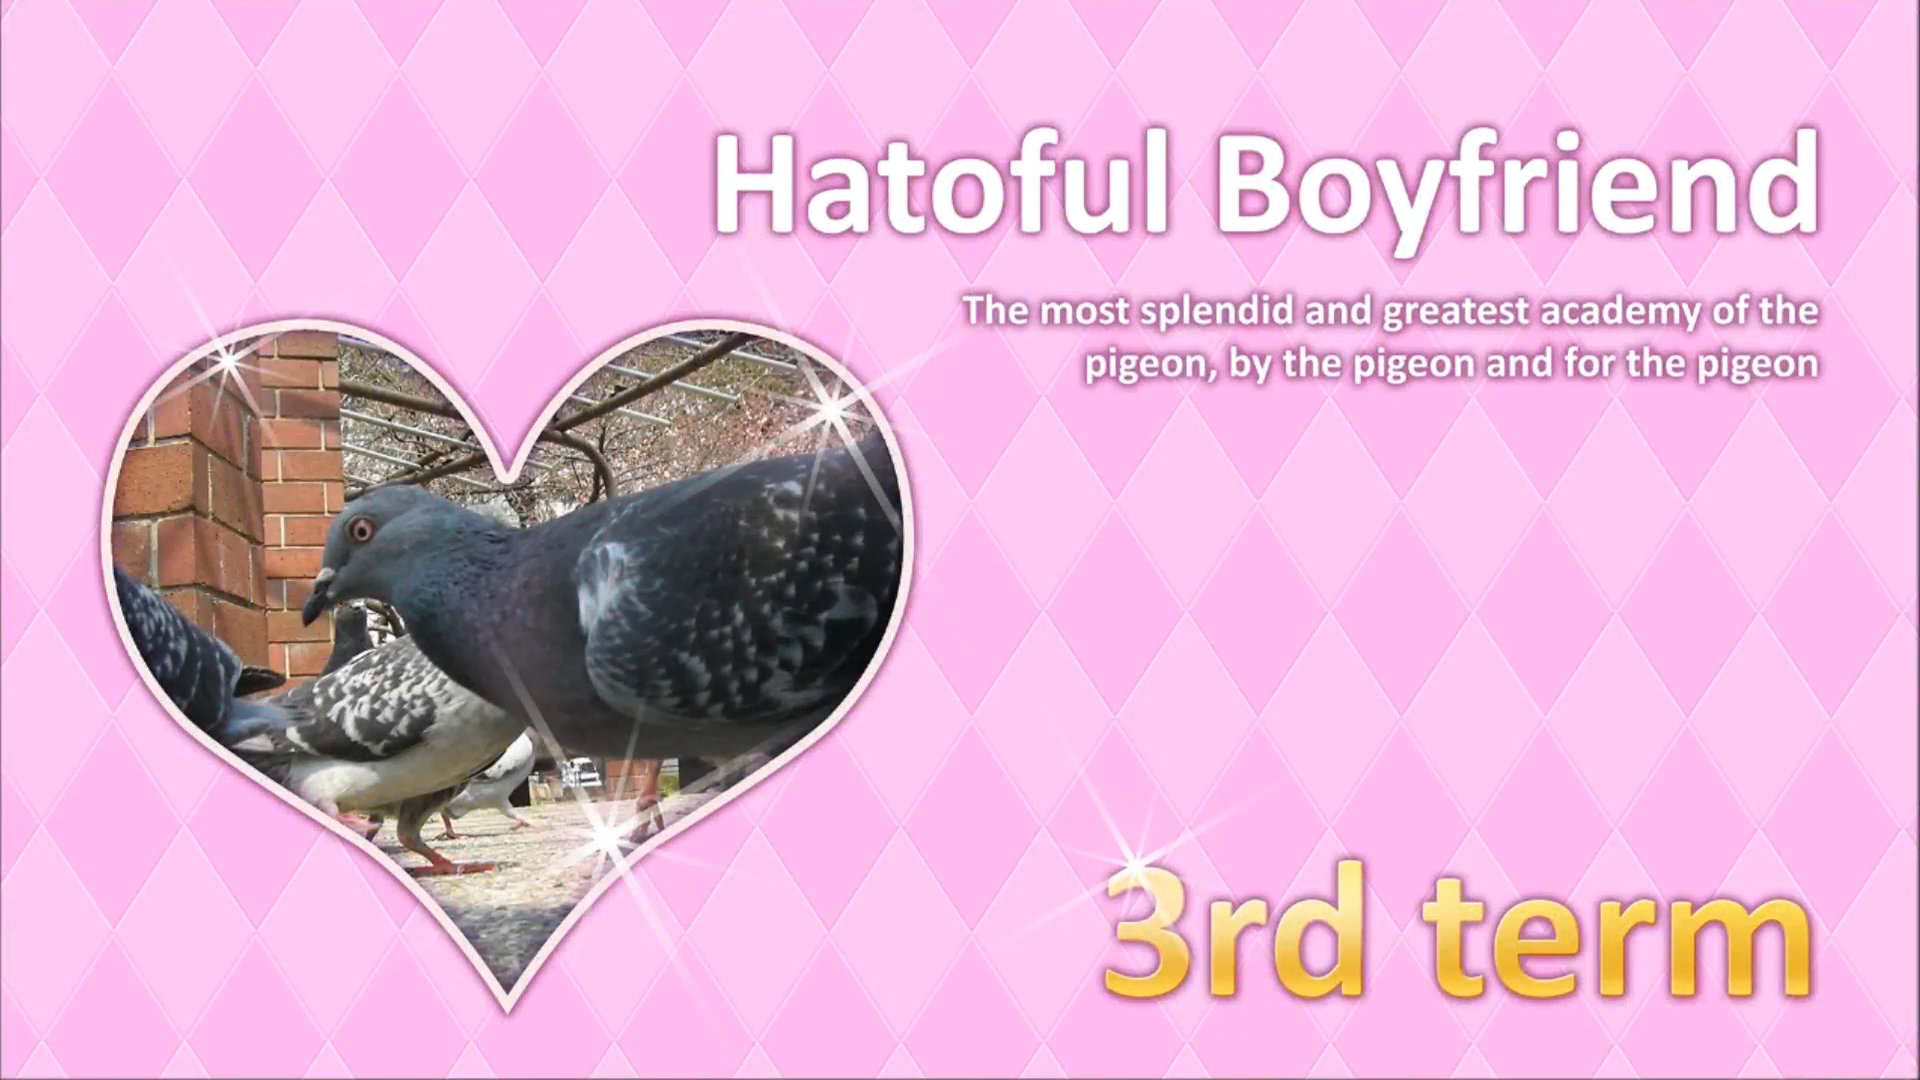 Hatoful Boyfriend
The most splendid and greatest academy of the
pigeon, by the pigeon and for the pigeon
3rd term